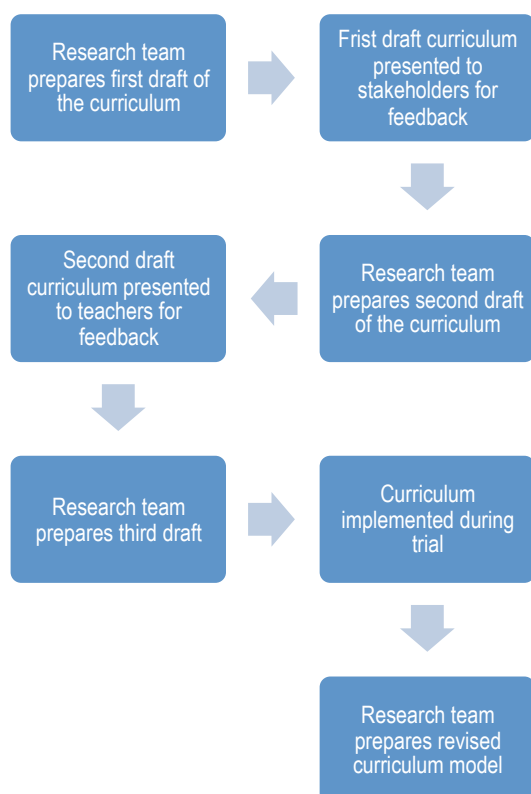 Research team
prepares first draft of
the curriculum
Frist draft curriculum
presented to
stakeholders for
feedback
Research team
prepares second draft
of the curriculum
Second draft
curriculum presented
to teachers for
feedback
Research team
prepares third draft
Curriculum
implemented during
trial
Research team
prepares revised
curriculum model